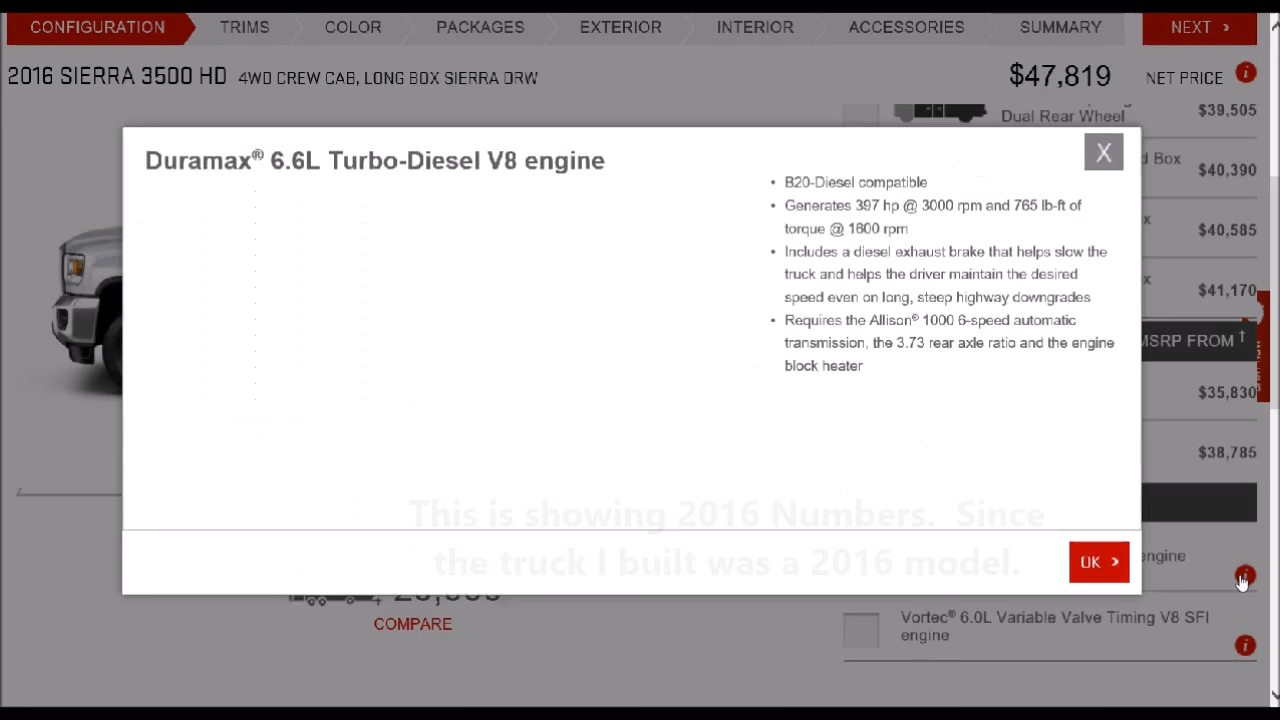 CONFIGURATION TRIMS COLOR PACKAGES EXTERIOR INTERIOR ACCESSORIES SUMMARY NEXT >
2016 SIERRA 3500 HD 4WD CREW CAB, LONG BOX SIERRA DRW $47,819 NET PRICE i
$39,505
Dual Rear Wheel
Duramax® 6.6L Turbo-Diesel V8 engine
X
d Box
$40,390
x
$40,585
x
$41,170
MSRP FROM †
$35,830
$38,785
• B20-Diesel compatible
• Generates 397 hp @ 3000 rpm and 765 lb-ft of
torque @ 1600 rpm
• Includes a diesel exhaust brake that helps slow the
truck and helps the driver maintain the desired
speed even on long, steep highway downgrades
• Requires the Allison® 1000 6-speed automatic
transmission, the 3.73 rear axle ratio and the engine
block heater
This is showing 2016 Numbers. Since
the truck I built was a 2016 model.
OK >
engine
COMPARE
Vortec® 6.0L Variable Valve Timing V8 SFI
engine
i